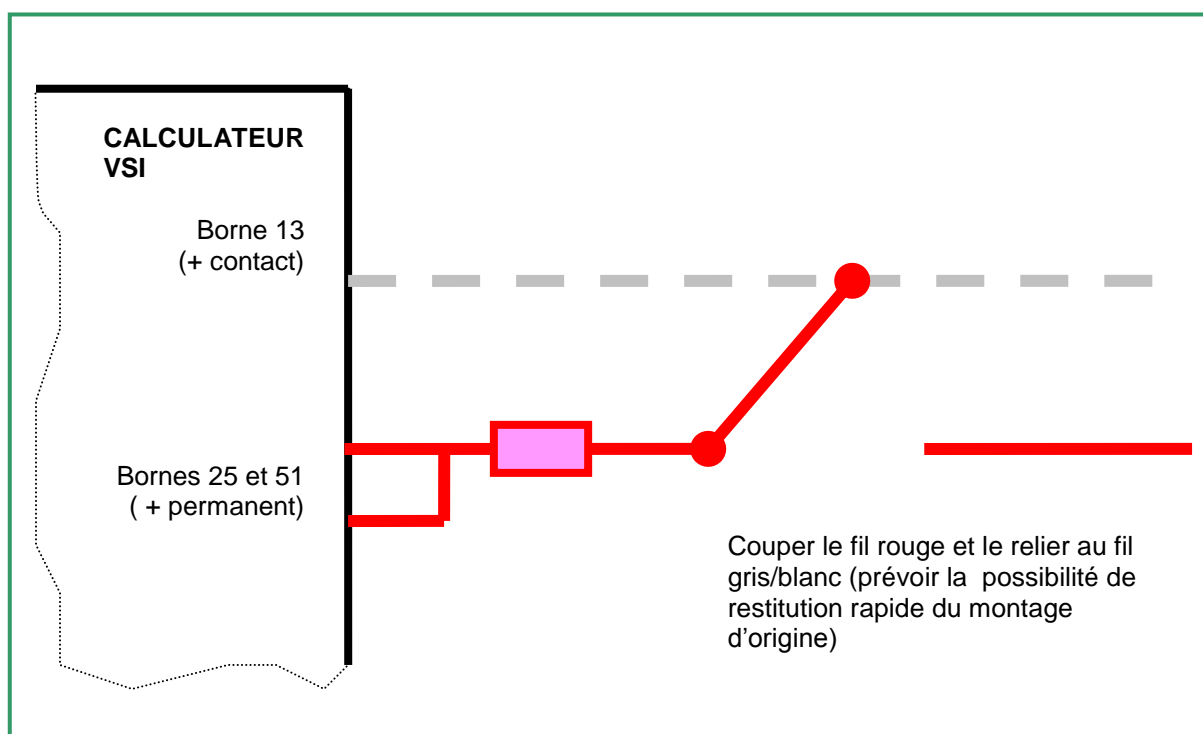 CALCULATEUR
VSI
Borne 13
(+ contact)
Bornes 25 et 51
( + permanent)
Couper le fil rouge et le relier au fil
gris/blanc (prévoir la  possibilité de
restitution rapide du montage
d’origine)